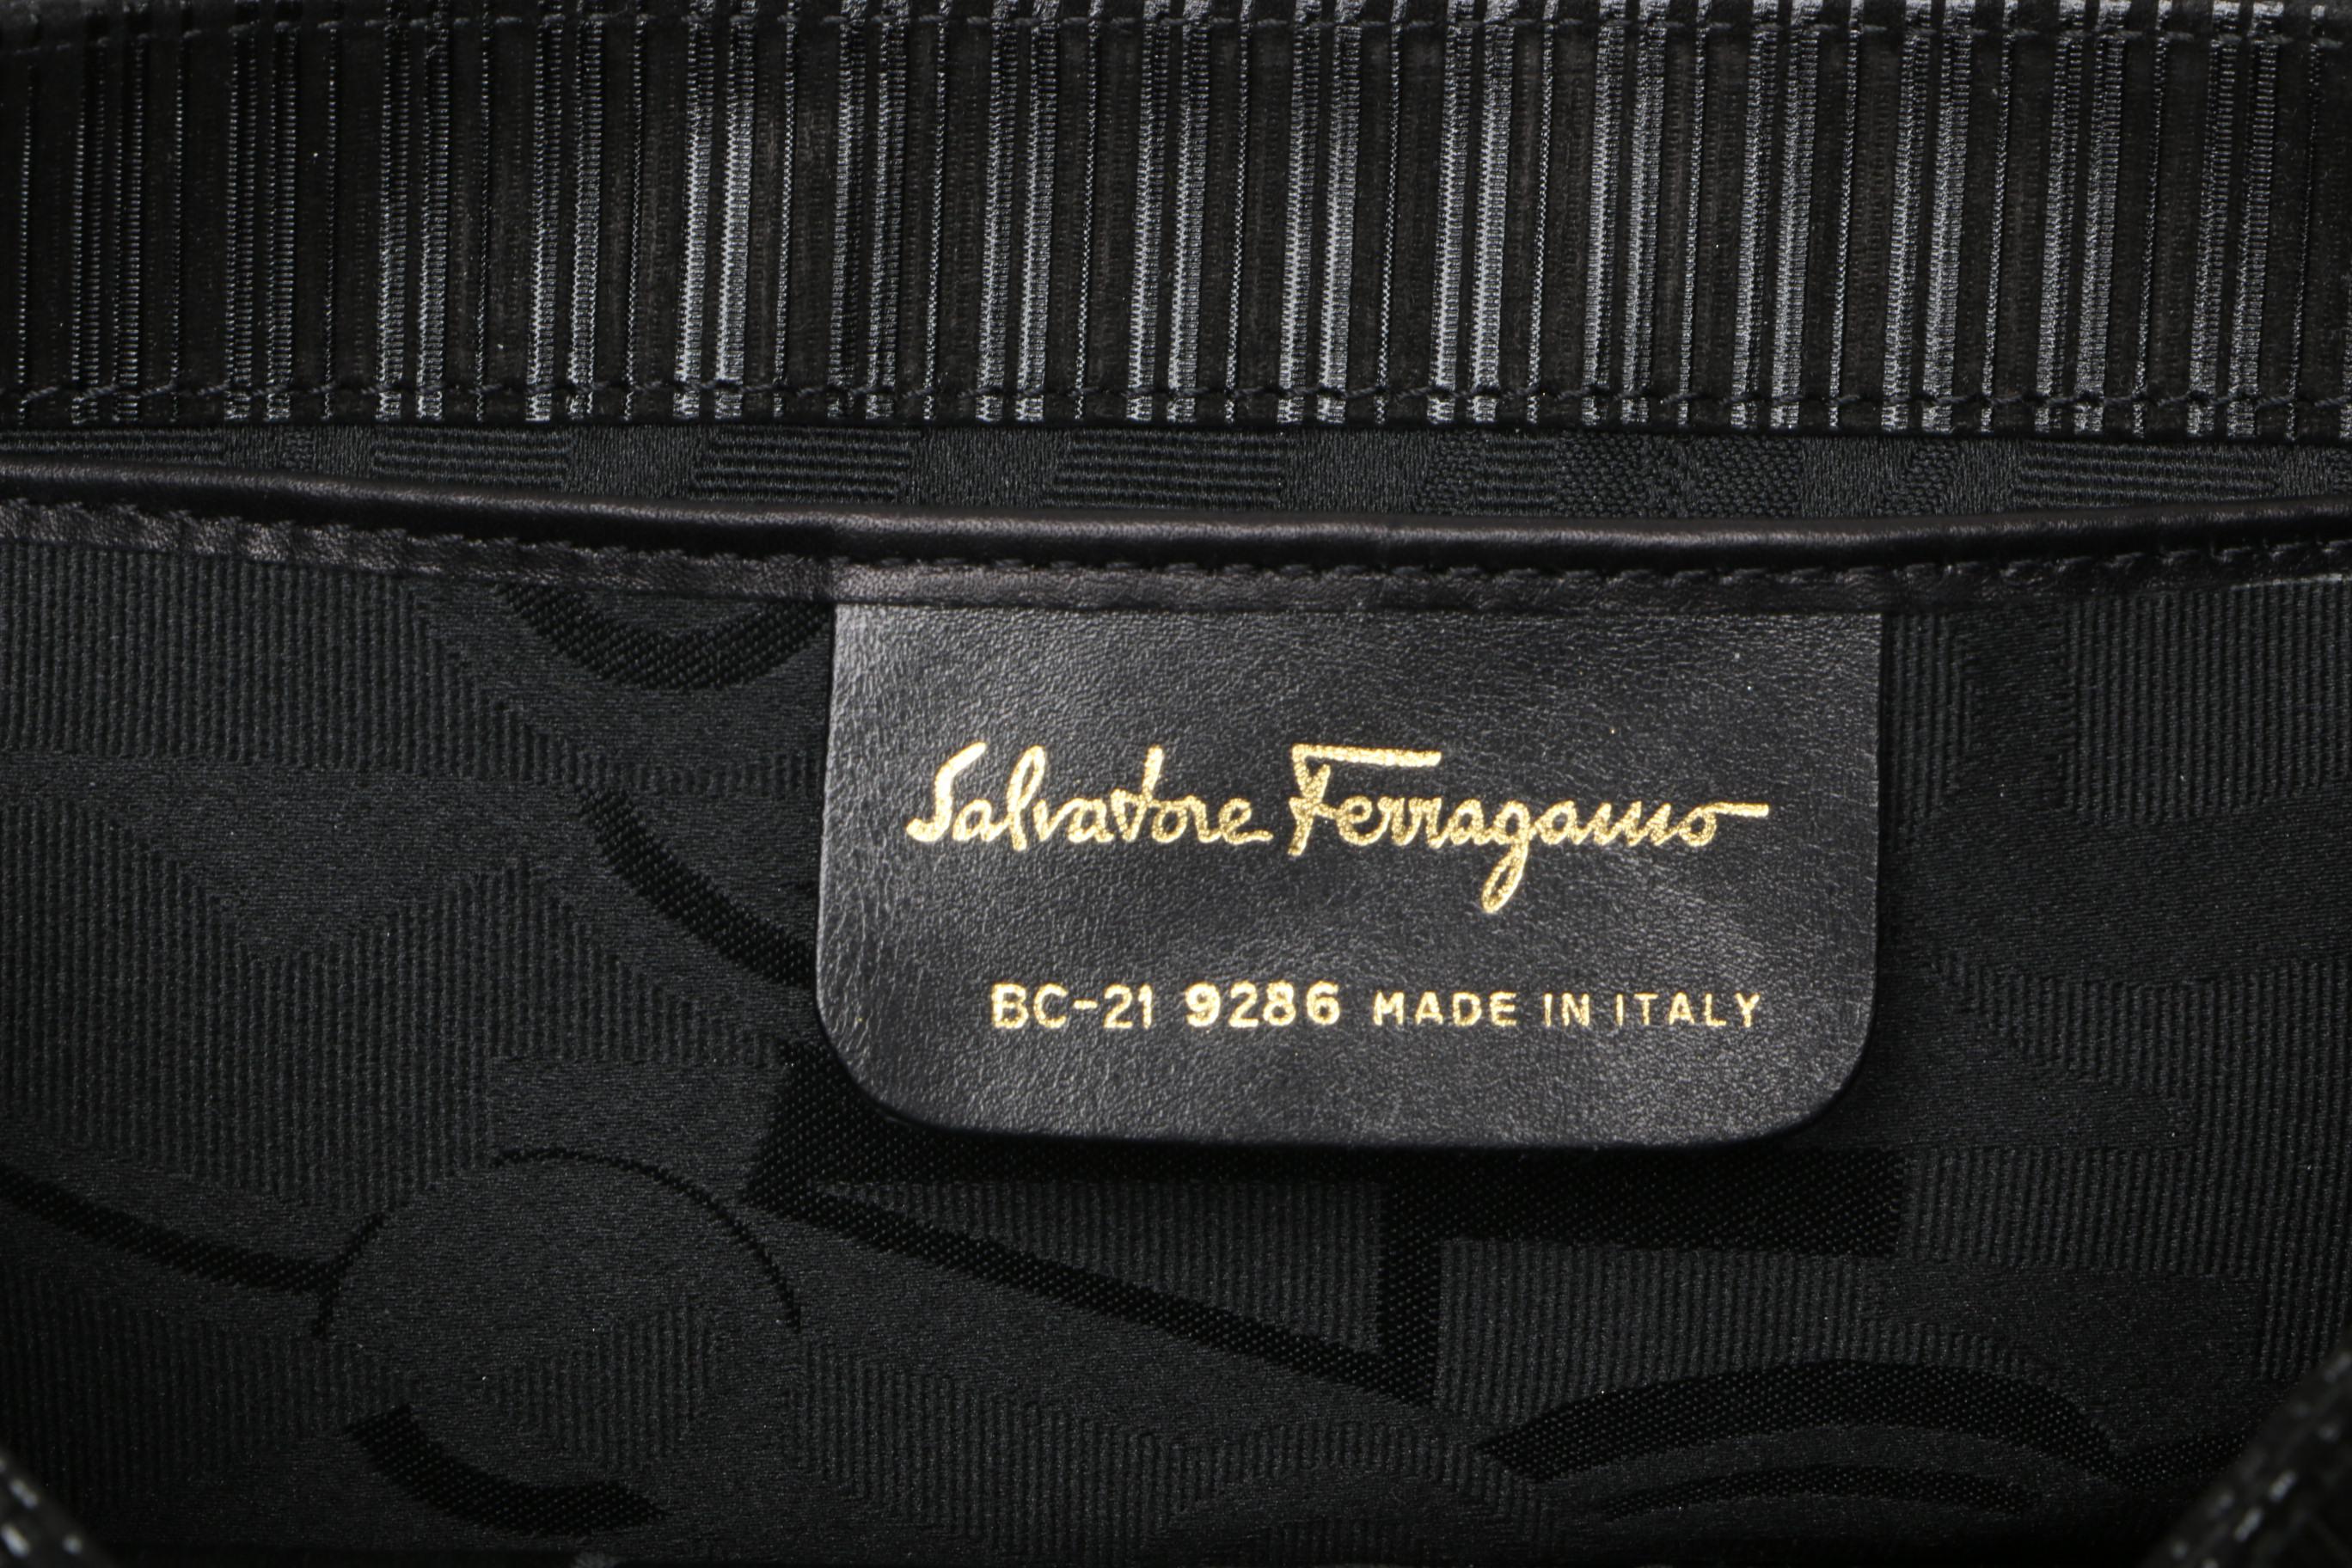 Salvatore Ferragamo
BC-21 9286 MADE IN ITALY